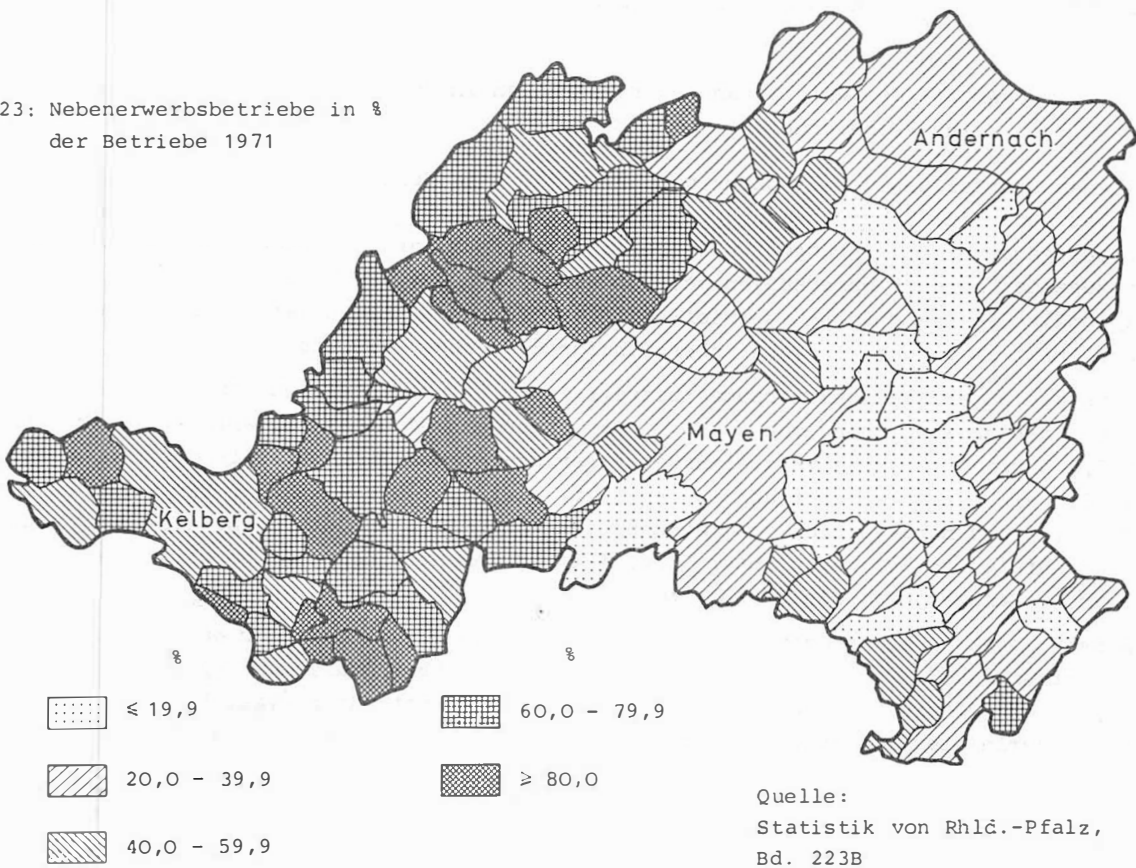 23: Nebenerwerbsbetriebe in %
der Betriebe 1971
Andernach
Mayen
Kelberg
%
%
≤ 19,9
60,0 - 79,9
20,0 - 39,9
≥ 80,0
40,0 - 59,9
Quelle:
Statistik von Rhld.-Pfalz,
Bd. 223B